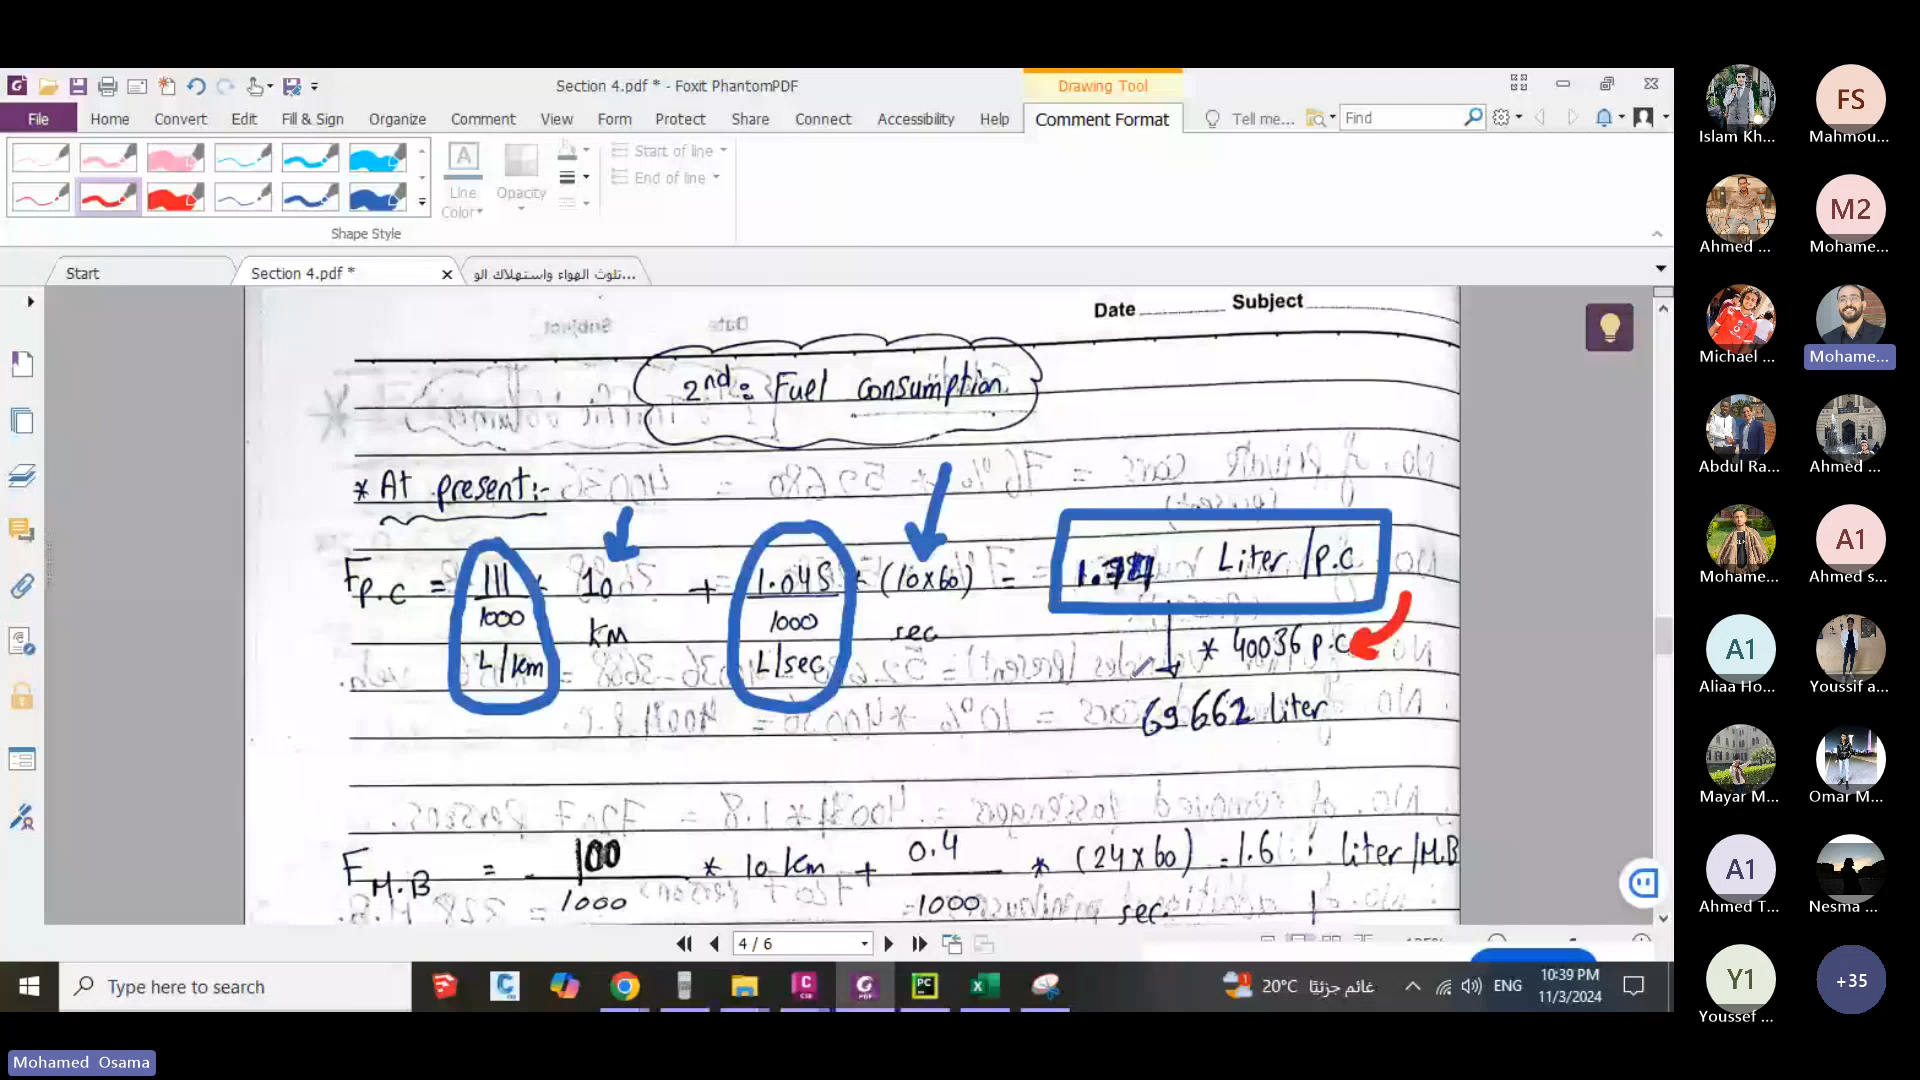 Section 4.pdf * - Foxit PhantomPDF
Drawing Tool
File Home Convert Edit Fill & Sign Organize Comment View Form Protect Share Connect Accessibility Help Comment Format Tell me... Find
Line Color
Opacity
Start of line
End of line
Shape Style
Start
Section 4.pdf *
تلوث الهواء واستهلاك الو...
Date Subject
2nd: Fuel consumption
* At present:-
F P.C = 111/1000 L/km * 10 km + 1.045/1000 L/sec * (10x60) sec = Liter/P.C
* 40036 P.C
69662 liter
F M.B = 100/1000 * 10 km + 0.4/1000 * (24x60) sec = 1.6 liter/M.B
4 / 6
Type here to search
20°C غائم جزئيًا
ENG
10:39 PM
11/3/2024
Islam Kh...
FS
Mahmou...
Ahmed ...
M2
Mohame...
Michael ...
Mohame...
Abdul Ra...
Ahmed ...
Mohame...
A1
Ahmed s...
A1
Aliaa Ho...
Youssif a...
Mayar M...
Omar M...
A1
Ahmed T...
Nesma ...
Y1
Youssef ...
+35
Mohamed Osama